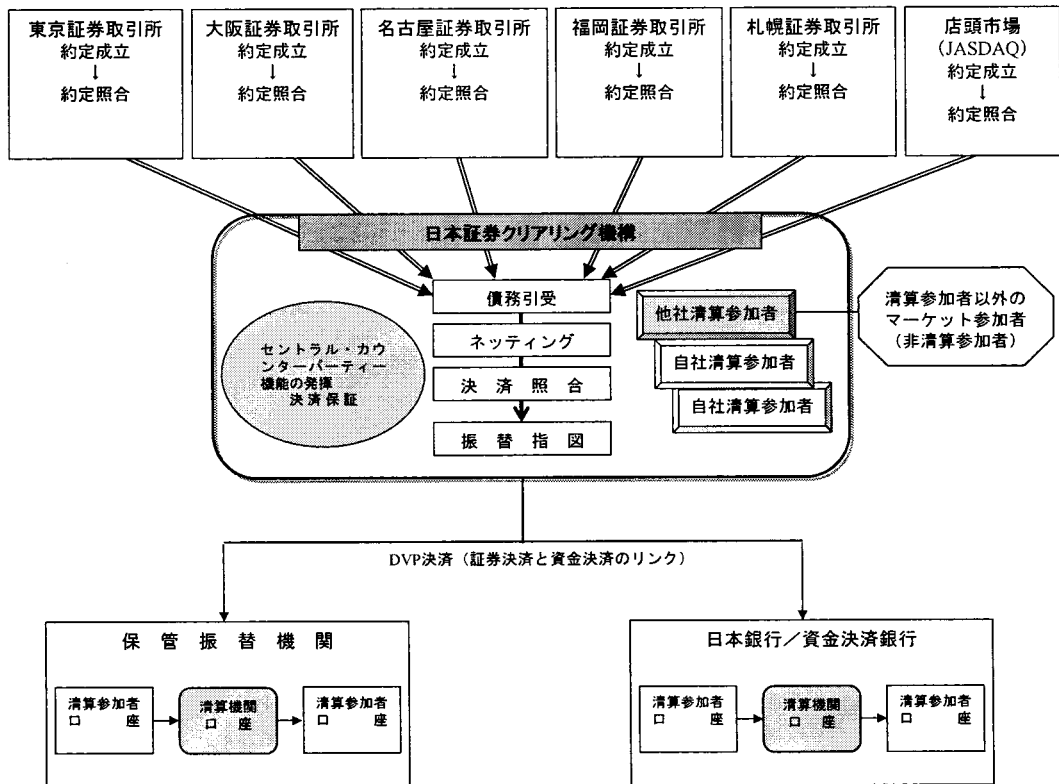 東京証券取引所
約定成立
↓
約定照合
大阪証券取引所
約定成立
↓
約定照合
名古屋証券取引所
約定成立
↓
約定照合
福岡証券取引所
約定成立
↓
約定照合
札幌証券取引所
約定成立
↓
約定照合
店頭市場
(JASDAQ)
約定成立
↓
約定照合
日本証券クリアリング機構
債務引受
ネッティング
決済照合
振替指図
セントラル・カウ
ンターパーティー
機能の発揮
決済保証
他社清算参加者
自社清算参加者
自社清算参加者
清算参加者以外の
マーケット参加者
(非清算参加者)
DVP決済（証券決済と資金決済のリンク）
保管振替機関
清算参加者
口座
清算機関
口座
清算参加者
口座
日本銀行／資金決済銀行
清算参加者
口座
清算機関
口座
清算参加者
口座